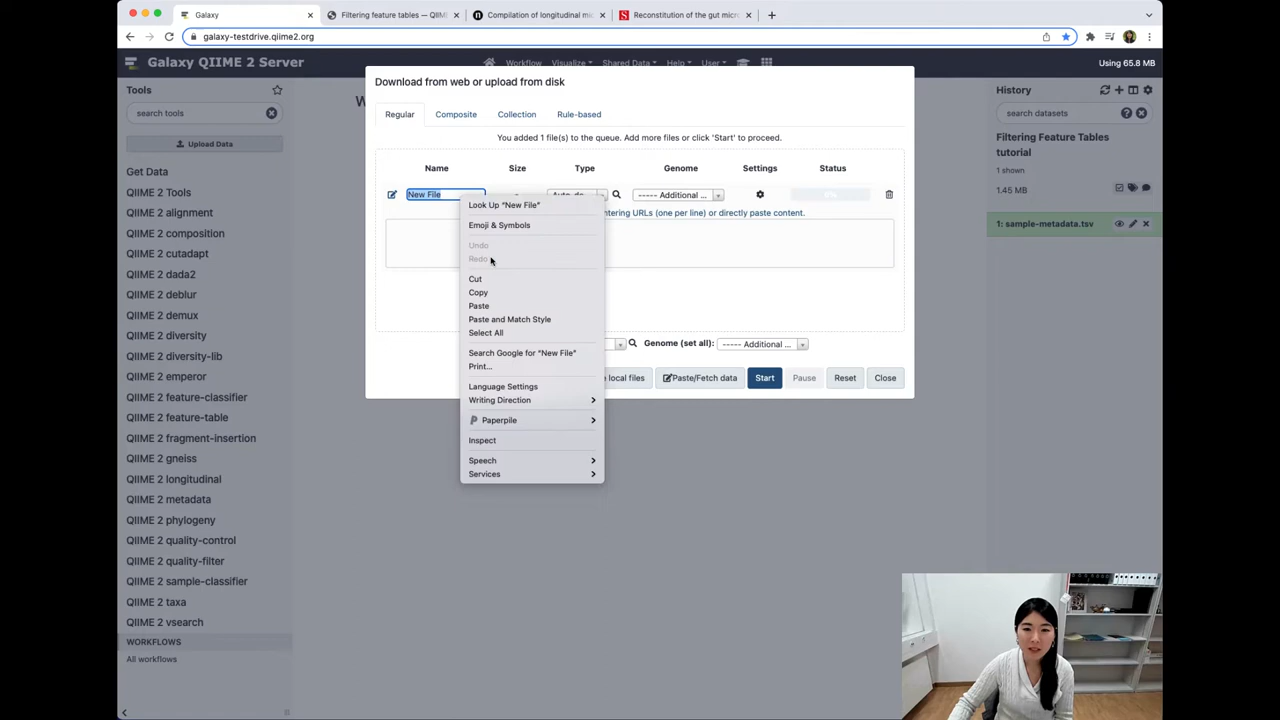 Galaxy
Filtering feature tables — QIIM
Compilation of longitudinal mi
Reconstitution of the gut micr
galaxy-testdrive.qiime2.org
Galaxy QIIME 2 Server
Workflow
Visualize
Shared Data
Help
User
Using 65.8 MB
Tools
search tools
Upload Data
Get Data
QIIME 2 Tools
QIIME 2 alignment
QIIME 2 composition
QIIME 2 cutadapt
QIIME 2 dada2
QIIME 2 deblur
QIIME 2 demux
QIIME 2 diversity
QIIME 2 diversity-lib
QIIME 2 emperor
QIIME 2 feature-classifier
QIIME 2 feature-table
QIIME 2 fragment-insertion
QIIME 2 gneiss
QIIME 2 longitudinal
QIIME 2 metadata
QIIME 2 phylogeny
QIIME 2 quality-control
QIIME 2 quality-filter
QIIME 2 sample-classifier
QIIME 2 taxa
QIIME 2 vsearch
WORKFLOWS
All workflows
W
Download from web or upload from disk
Regular
Composite
Collection
Rule-based
You added 1 file(s) to the queue. Add more files or click 'Start' to proceed.
Name Size Type Genome Settings Status
New File - Auto-de ----- Additional ... 0%
ntering URLs (one per line) or directly paste content.
Look Up “New File”
Emoji & Symbols
Undo
Redo
Cut
Copy
Paste
Paste and Match Style
Select All
Search Google for “New File”
Print...
Language Settings
Writing Direction
Paperpile
Inspect
Speech
Services
Genome (set all): ----- Additional ...
local files
Paste/Fetch data
Start
Pause
Reset
Close
History
search datasets
Filtering Feature Tables
tutorial
1 shown
1.45 MB
1: sample-metadata.tsv